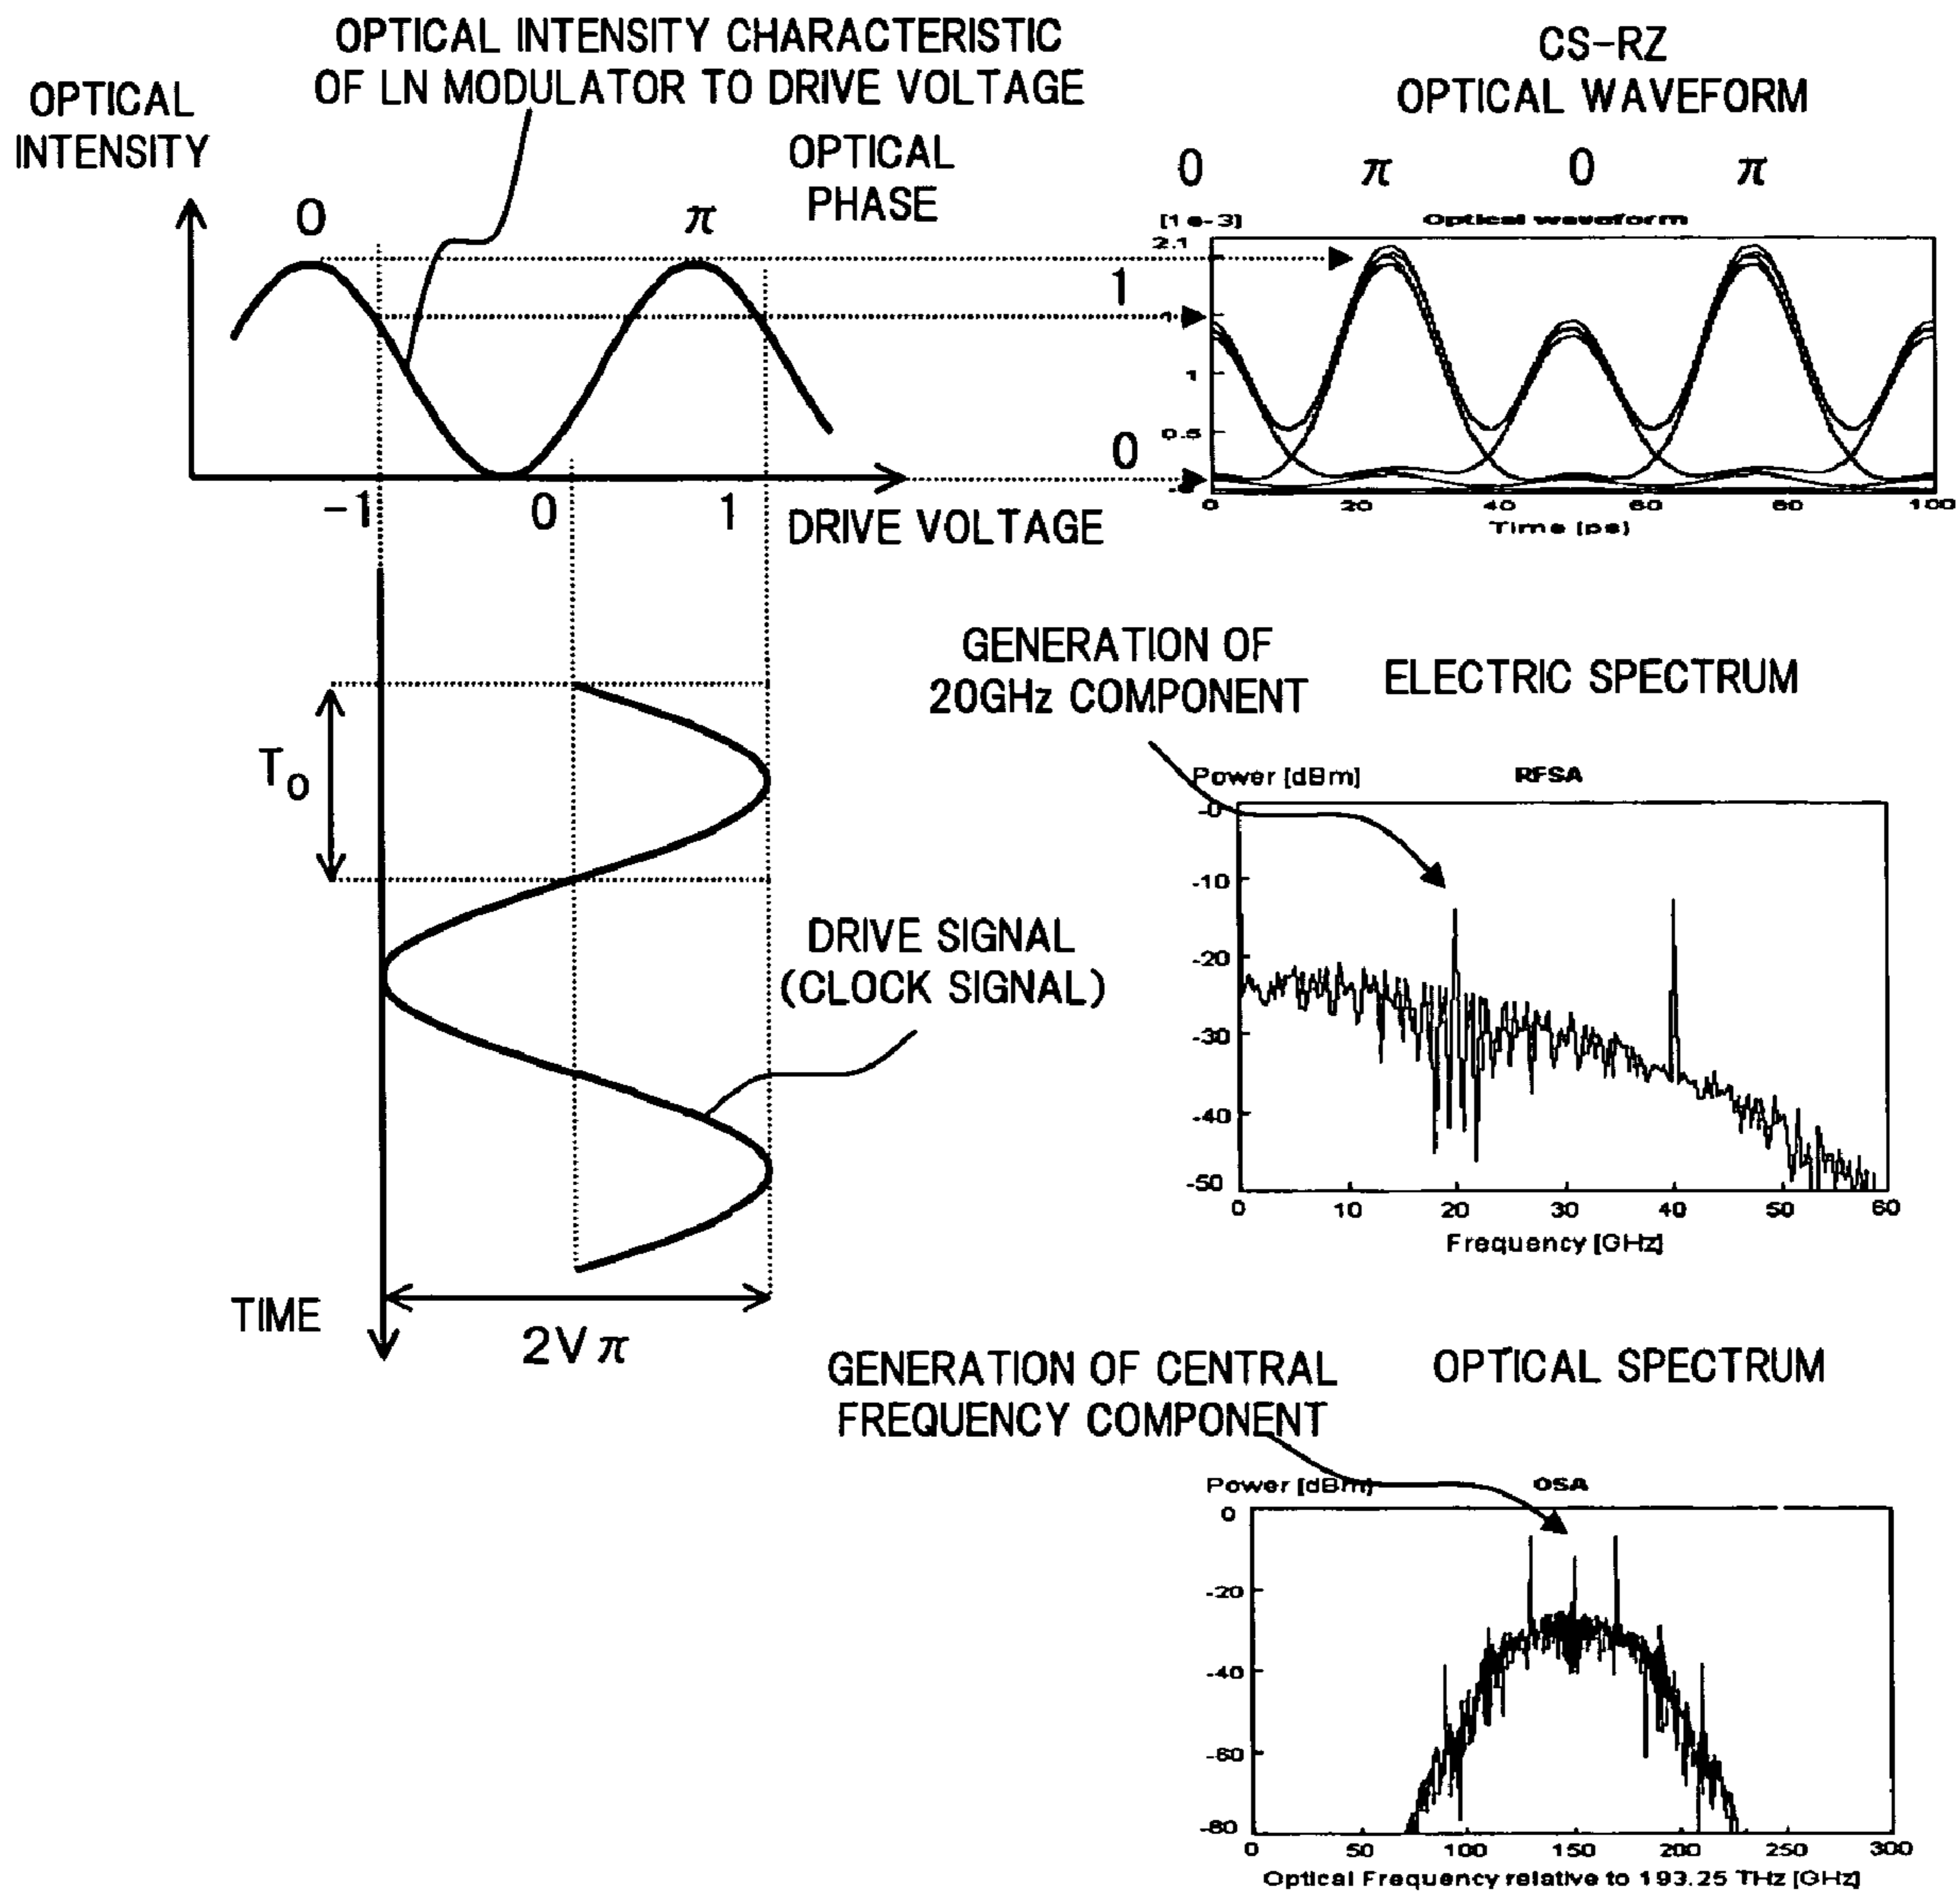 OPTICAL INTENSITY CHARACTERISTIC
OF LN MODULATOR TO DRIVE VOLTAGE
OPTICAL
INTENSITY
OPTICAL
PHASE
0
π
-1
0
1
DRIVE VOLTAGE
CS-RZ
OPTICAL WAVEFORM
0 π 0 π
[1e-3] Optical waveform
2.1
1
1
0.5
0
0 20 40 60 80 100
Time [ps]
T0
DRIVE SIGNAL
(CLOCK SIGNAL)
TIME
2Vπ
GENERATION OF
20GHz COMPONENT
ELECTRIC SPECTRUM
Power [dBm] RFSA
-0
-10
-20
-30
-40
-50
0 10 20 30 40 50 60
Frequency [GHz]
GENERATION OF CENTRAL
FREQUENCY COMPONENT
OPTICAL SPECTRUM
Power [dBm] OSA
0
-20
-40
-60
-80
0 50 100 150 200 250 300
Optical Frequency relative to 193.25 THz [GHz]